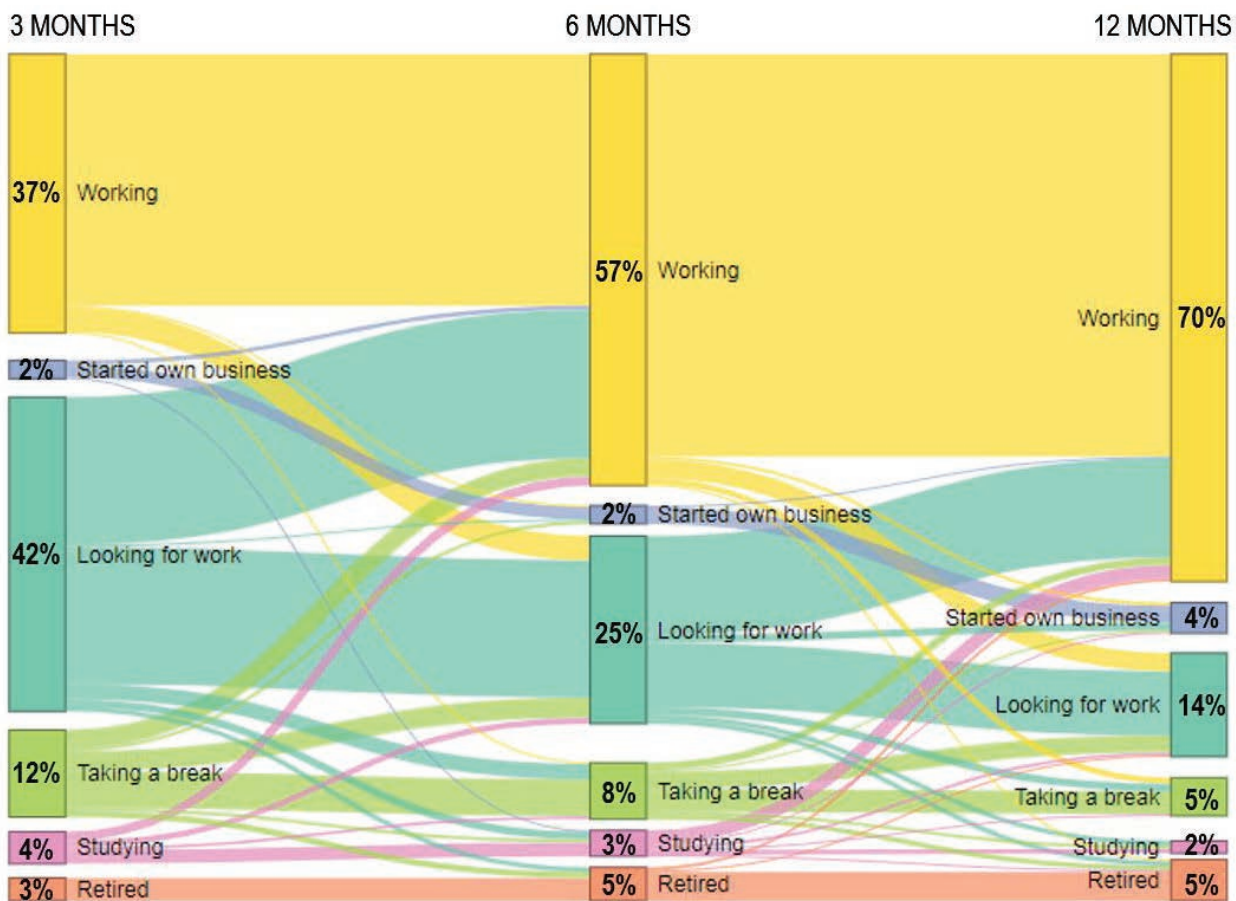 3 MONTHS 6 MONTHS 12 MONTHS
37% Working
57% Working
Working 70%
2% Started own business
2% Started own business
Started own business 4%
42% Looking for work
25% Looking for work
Looking for work 14%
12% Taking a break
8% Taking a break
Taking a break 5%
4% Studying
3% Studying
Studying 2%
3% Retired
5% Retired
Retired 5%